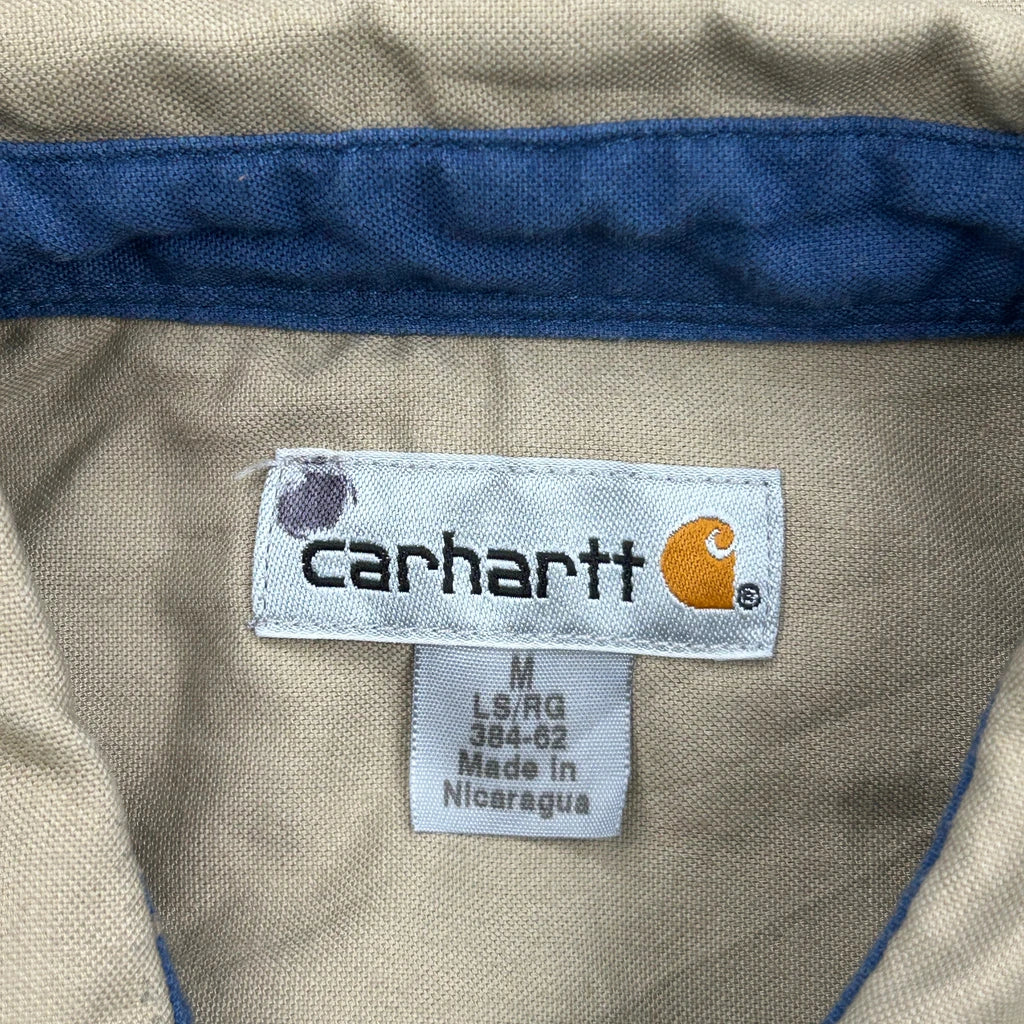 carhartt ®
M
LS/RG
384-62
Made in
Nicaragua